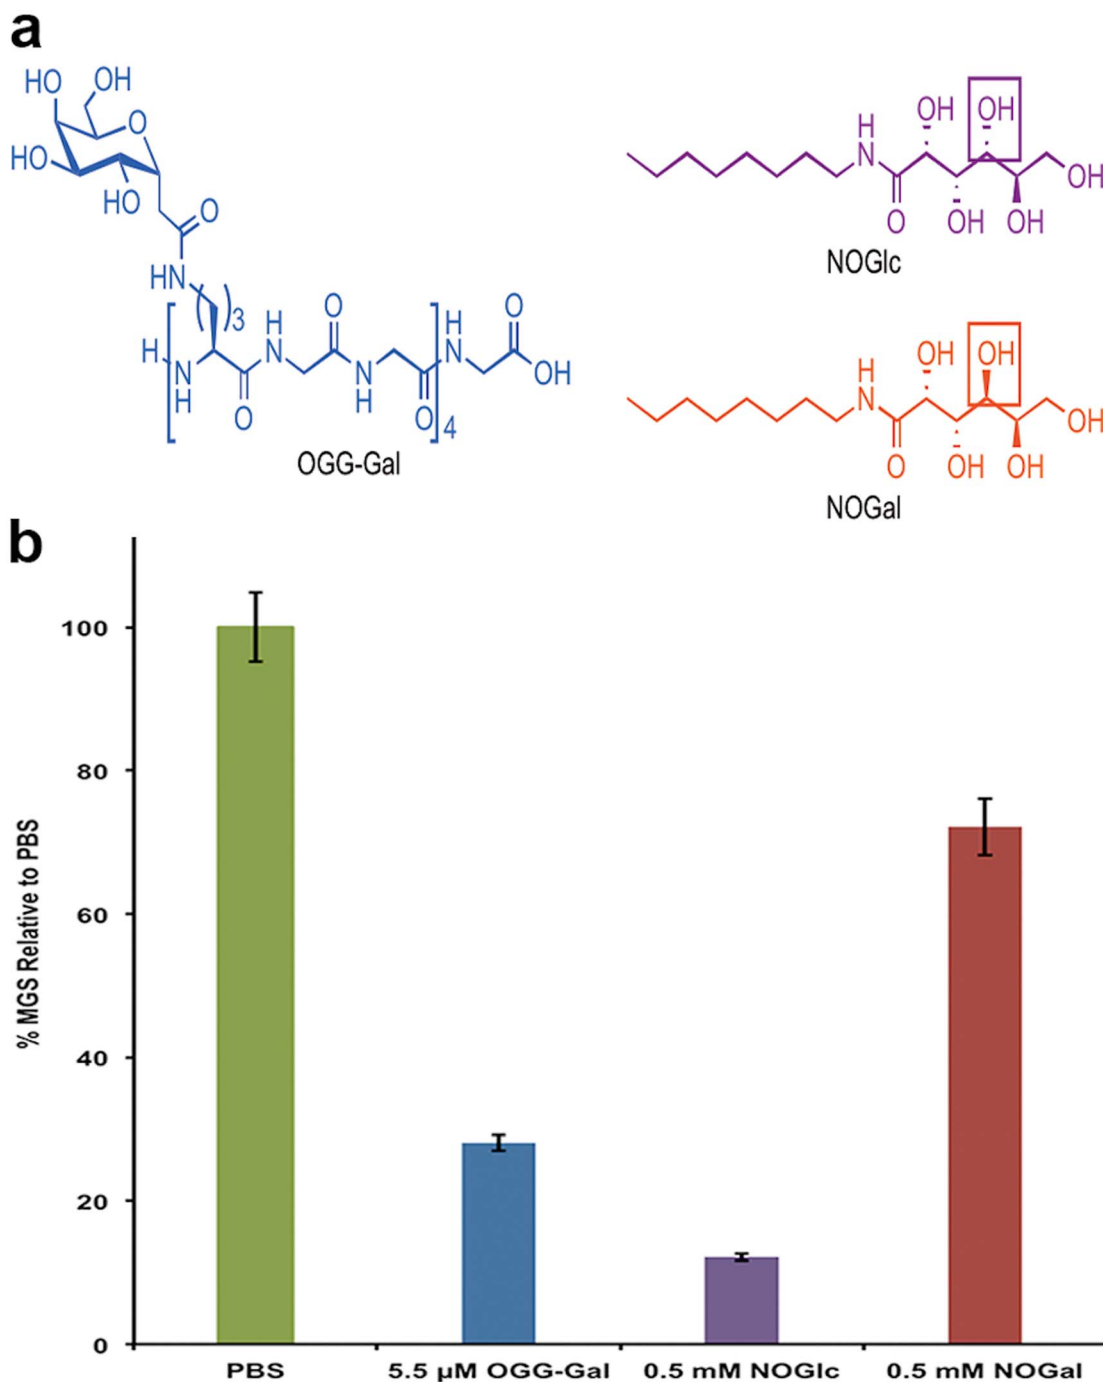 a
HO
OH
O
HO
HO
O
HN
( )3
H
N
H
O
H
N
O
N
H
O
4
H
N
O
OH
OGG-Gal
H
N
O
OH
OH
OH
OH
OH
NOGlc
H
N
O
OH
OH
OH
OH
OH
NOGal
b
% MGS Relative to PBS
100
80
60
40
20
0
PBS
5.5 µM OGG-Gal
0.5 mM NOGlc
0.5 mM NOGal